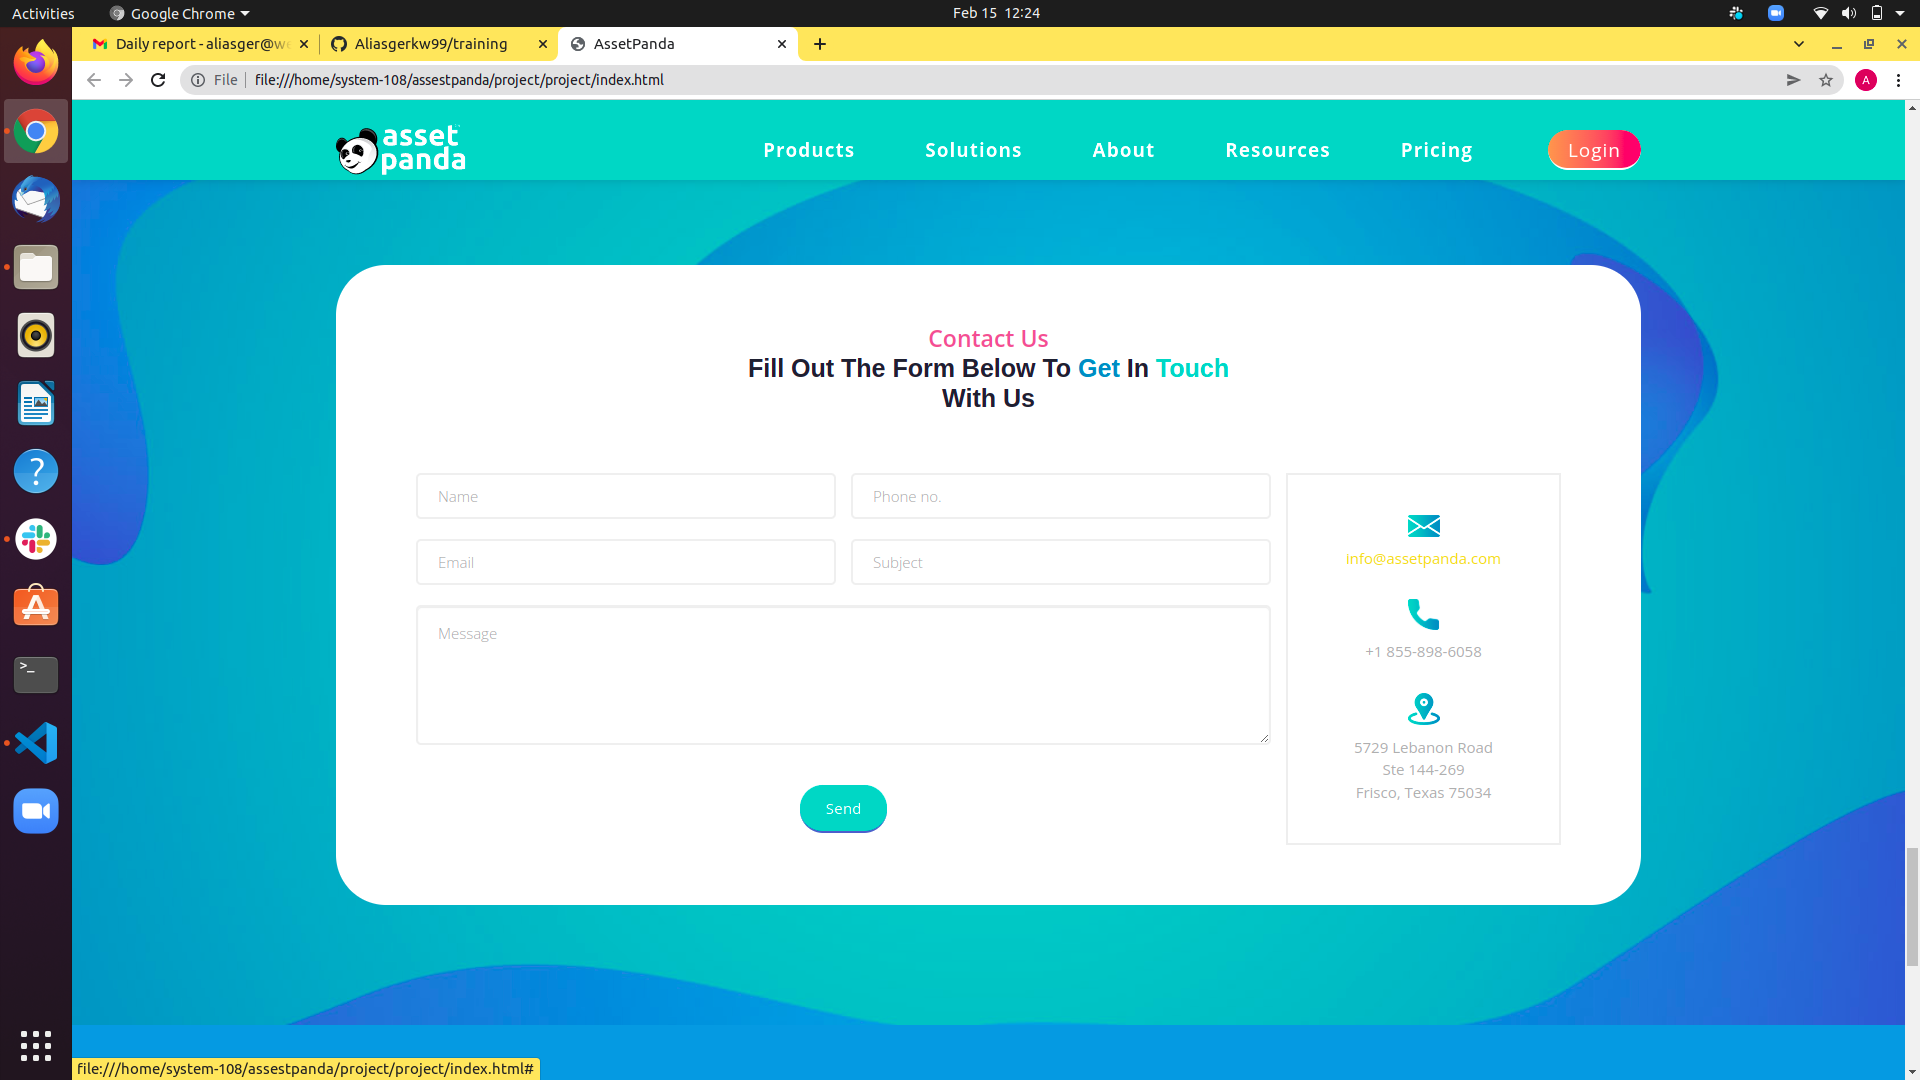 Activities
Google Chrome
Feb 15 12:24
Daily report - aliasger@we
Aliasgerkw99/training
AssetPanda
File
file:///home/system-108/assestpanda/project/project/index.html
A
asset
panda
Products
Solutions
About
Resources
Pricing
Login
Contact Us
Fill Out The Form Below To Get In Touch
With Us
Name
Phone no.
Email
Subject
Message
Send
info@assetpanda.com
+1 855-898-6058
5729 Lebanon Road
Ste 144-269
Frisco, Texas 75034
file:///home/system-108/assestpanda/project/project/index.html#